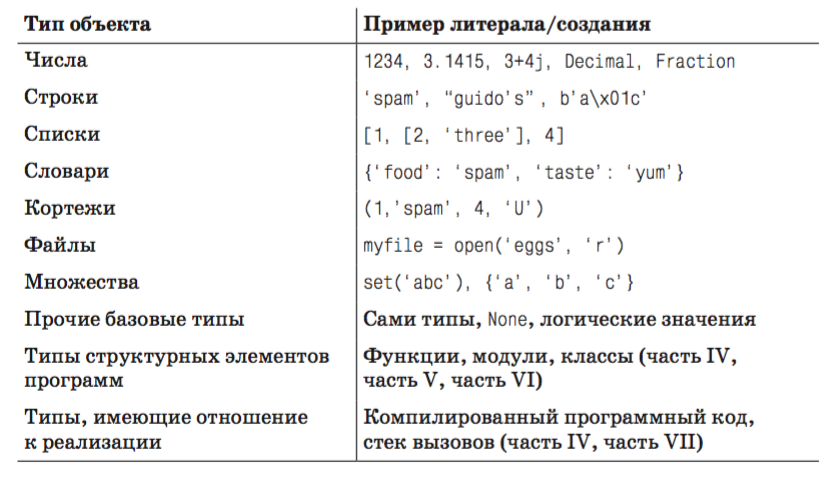 Тип объекта Пример литерала/создания
Числа 1234, 3.1415, 3+4j, Decimal, Fraction
Строки ‘spam’, “guido’s”, b’a\x01c’
Списки [1, [2, ‘three’], 4]
Словари {‘food’: ‘spam’, ‘taste’: ‘yum’}
Кортежи (1,’spam’, 4, ‘U’)
Файлы myfile = open(‘eggs’, ‘r’)
Множества set(‘abc’), {‘a’, ‘b’, ‘c’}
Прочие базовые типы Сами типы, None, логические значения
Типы структурных элементов Функции, модули, классы (часть IV,
программ часть V, часть VI)
Типы, имеющие отношение Компилированный программный код,
к реализации стек вызовов (часть IV, часть VII)